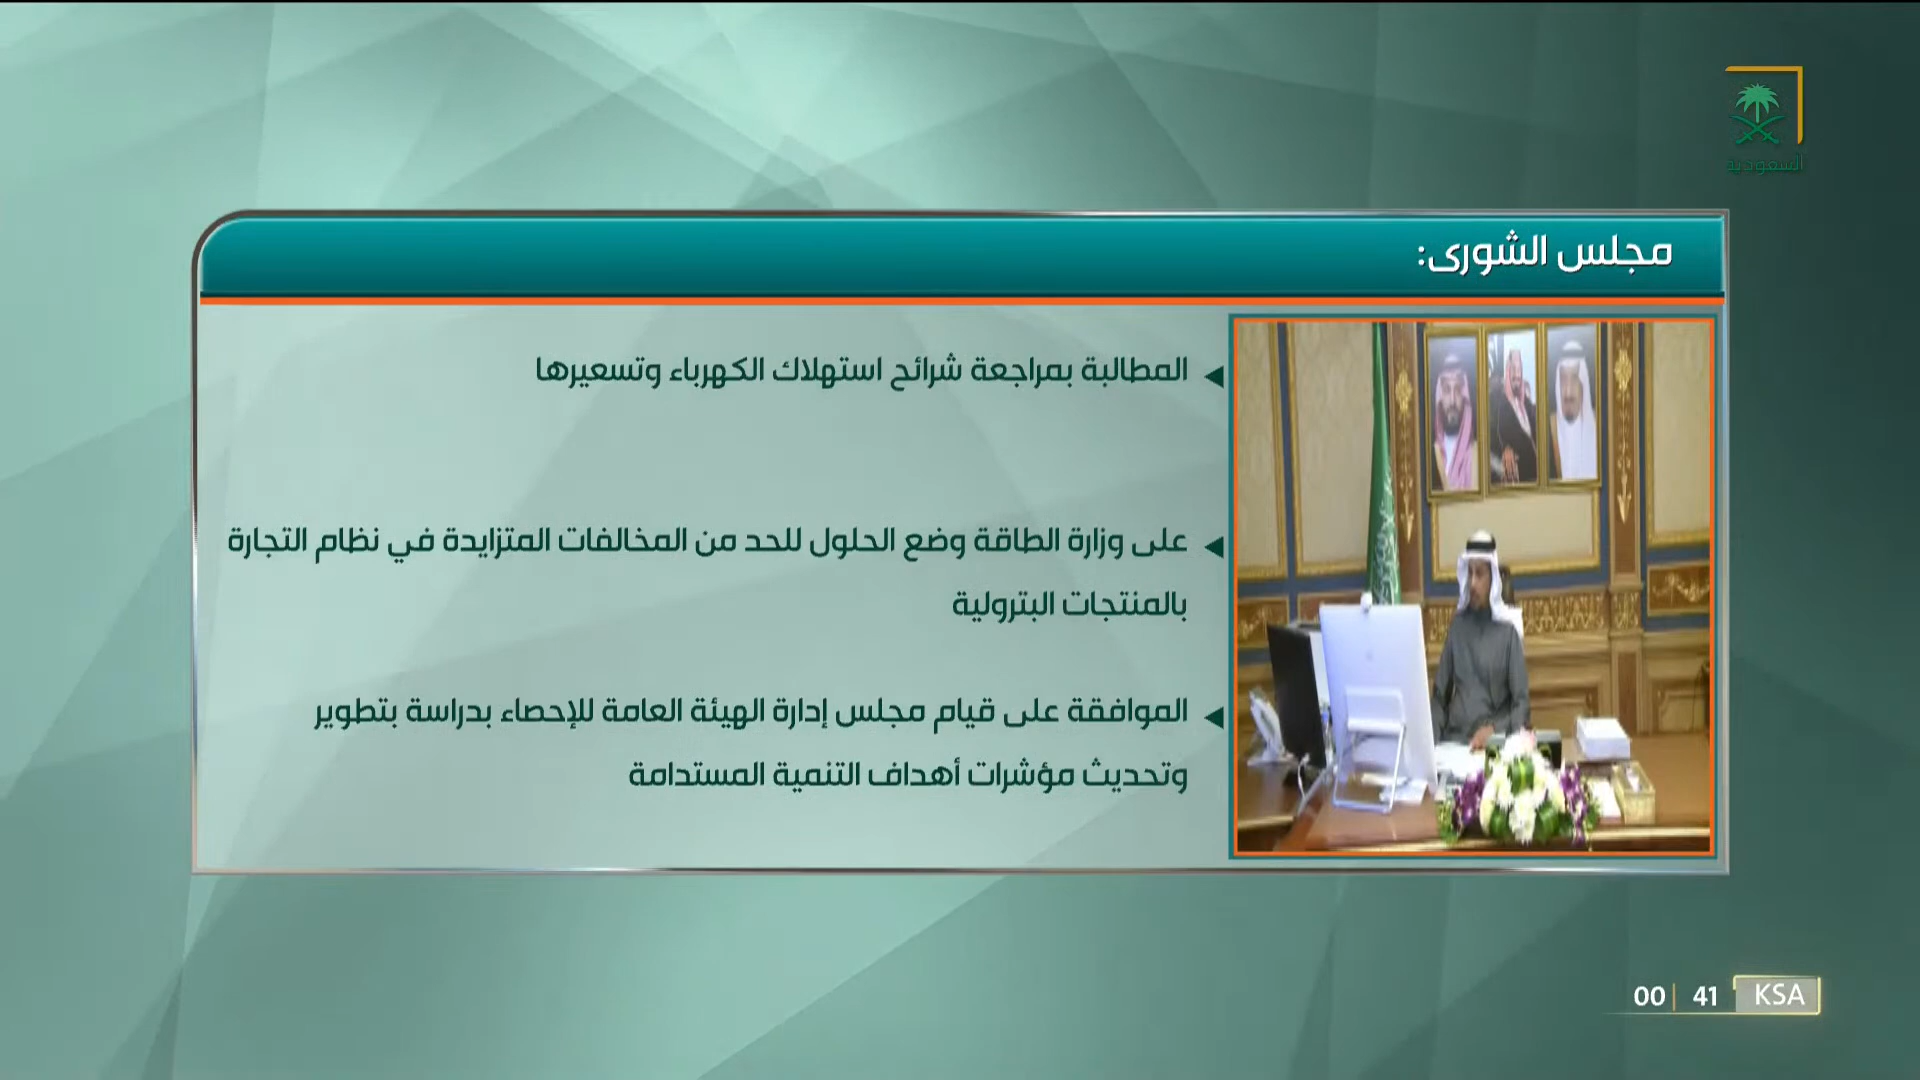 السعودية
مجلس الشورى:
المطالبة بمراجعة شرائح استهلاك الكهرباء وتسعيرها
على وزارة الطاقة وضع الحلول للحد من المخالفات المتزايدة في نظام التجارة
بالمنتجات البترولية
الموافقة على قيام مجلس إدارة الهيئة العامة للإحصاء بدراسة بتطوير
وتحديث مؤشرات أهداف التنمية المستدامة
00 41 KSA